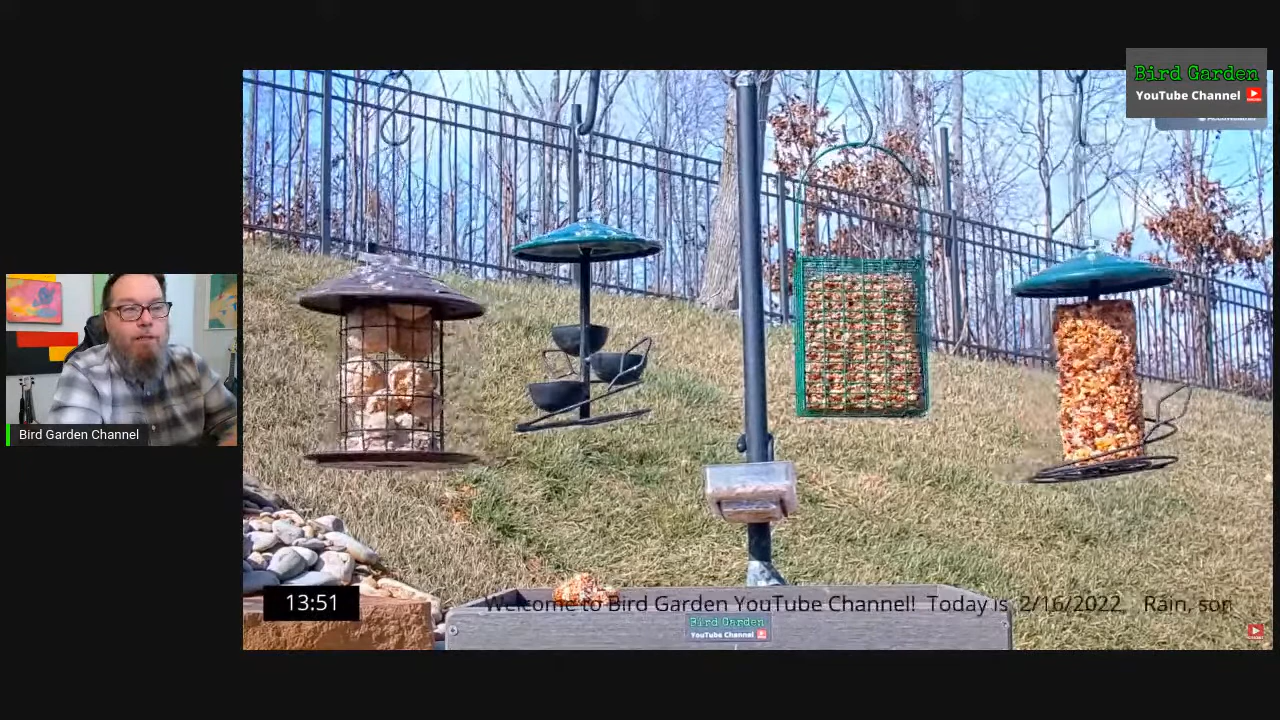 Bird Garden
YouTube Channel
Bird Garden Channel
13:51
Welcome to Bird Garden YouTube Channel! Today is 2/16/2022 Rain, son
Bird Garden
YouTube Channel